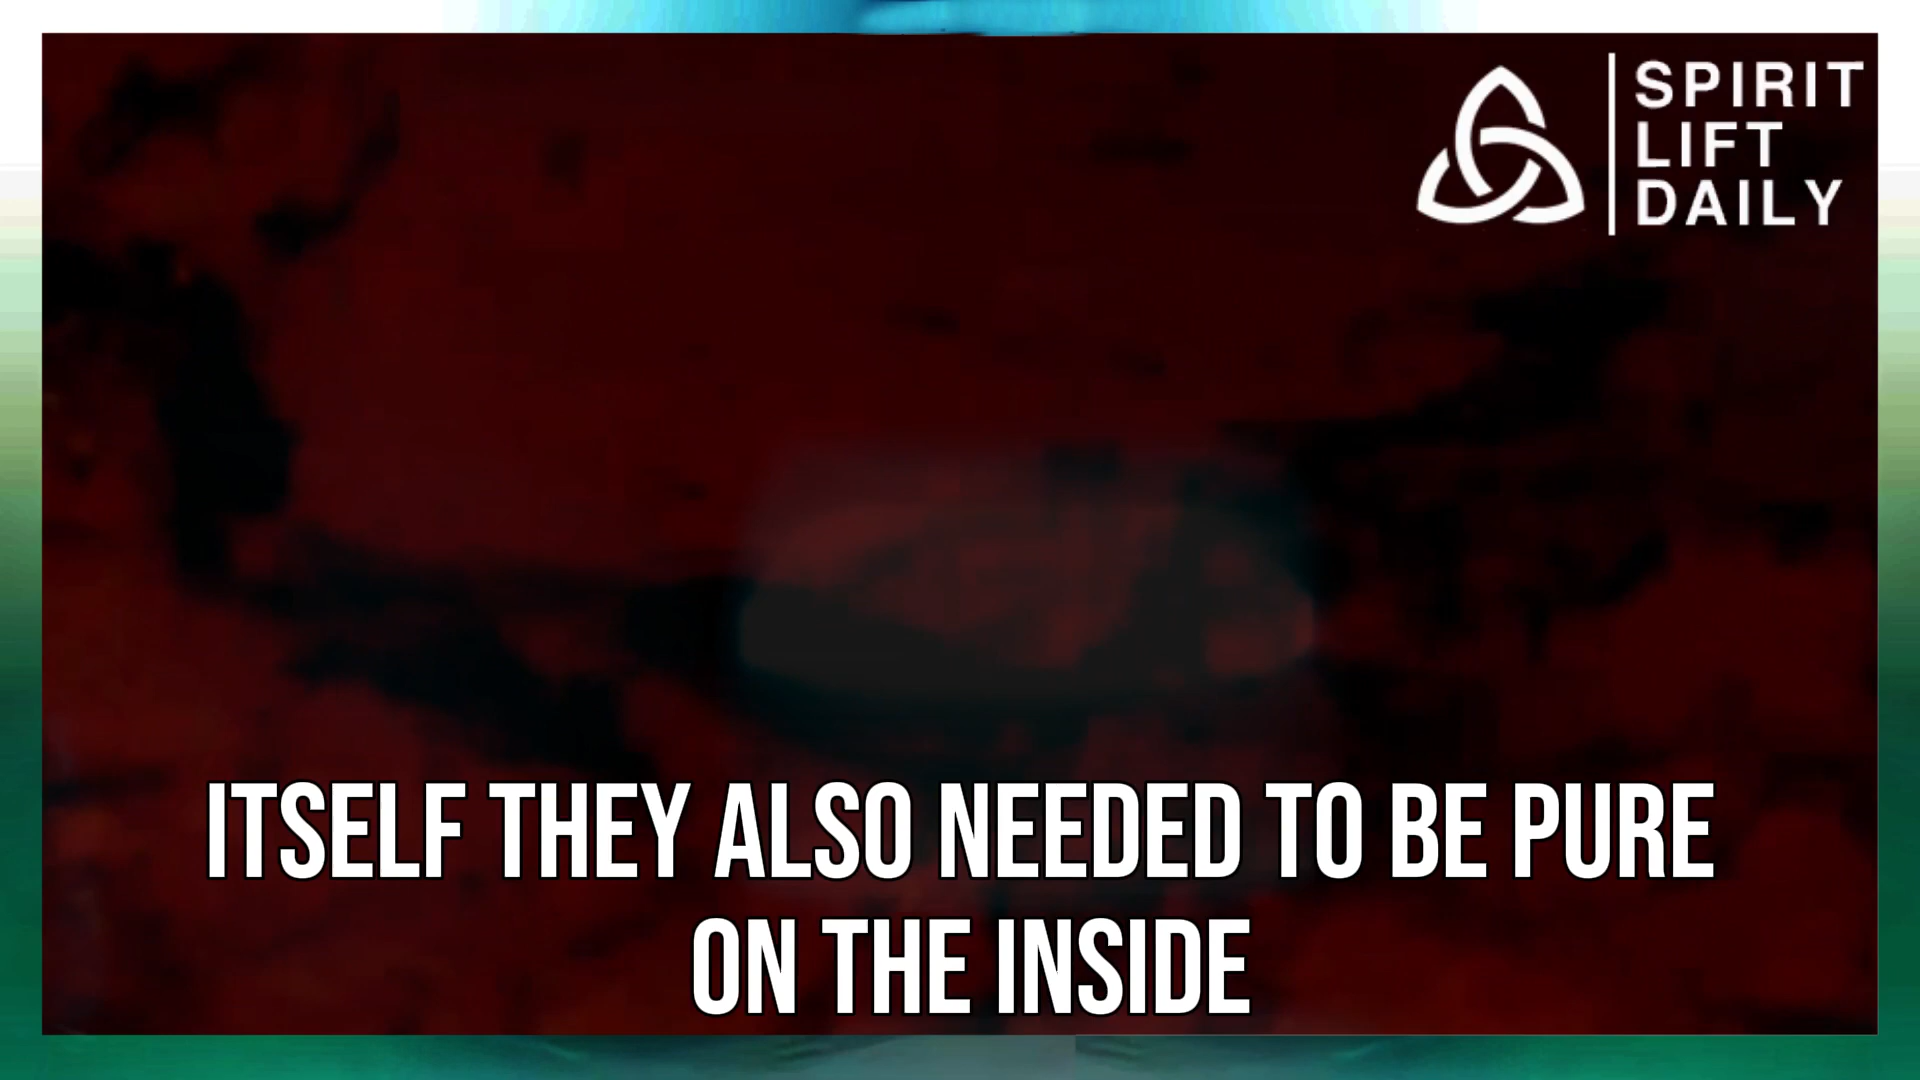 SPIRIT
LIFT
DAILY
ITSELF THEY ALSO NEEDED TO BE PURE
ON THE INSIDE